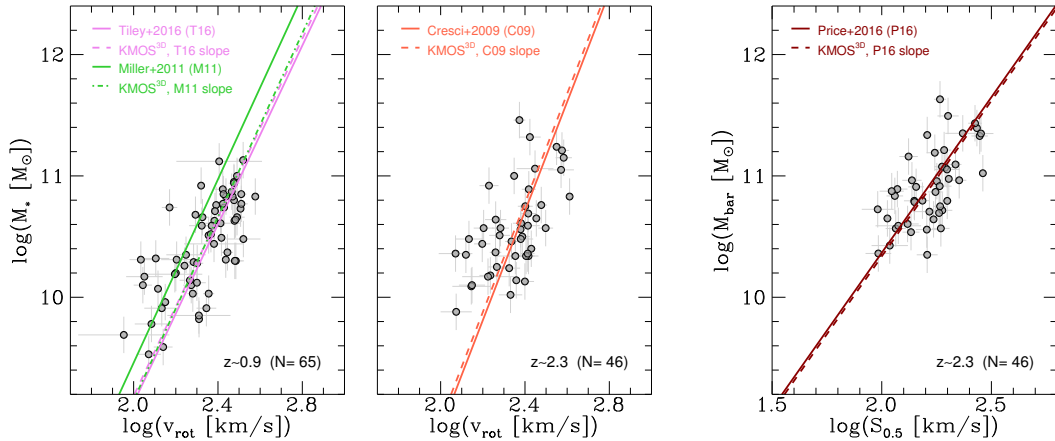 Tiley+2016 (T16)
KMOS3D, T16 slope
Miller+2011 (M11)
KMOS3D, M11 slope
12
11
10
log(M* [M⊙])
z~0.9 (N= 65)
2.0 2.4 2.8
log(vrot [km/s])
Cresci+2009 (C09)
KMOS3D, C09 slope
z~2.3 (N= 46)
2.0 2.4 2.8
log(vrot [km/s])
Price+2016 (P16)
KMOS3D, P16 slope
12
11
10
log(Mbar [M⊙])
z~2.3 (N= 46)
1.5 2.0 2.5
log(S0.5 [km/s])